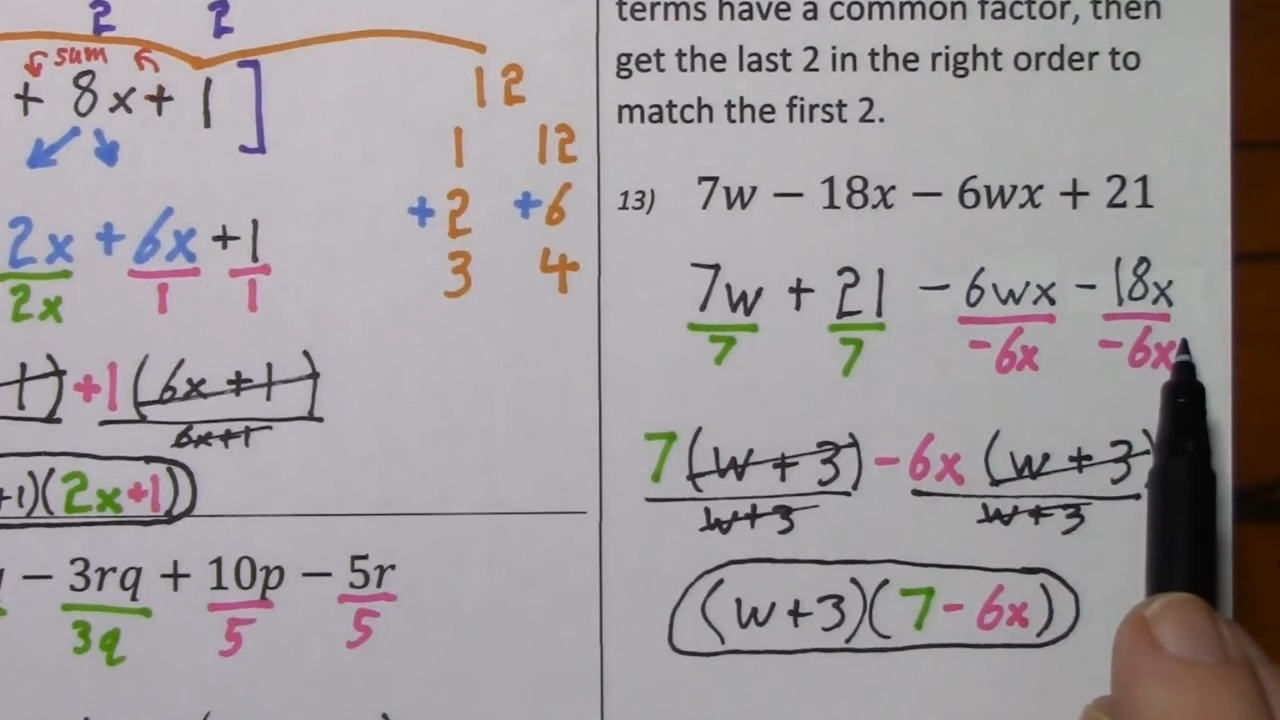 2 2
sum
+ 8x + 1 ]
12
1 12
+2 +6
3 4
2x + 6x + 1
2x 1 1
1) +1 (6x + 1)
6x+1
+1)(2x+1)
− 3rq + 10p − 5r
3q 5 5
terms have a common factor, then
get the last 2 in the right order to
match the first 2.
13) 7w − 18x − 6wx + 21
7w + 21 − 6wx − 18x
7 7 −6x −6x
7(w + 3) − 6x (w + 3)
w+3 w+3
(w+3)(7 − 6x)